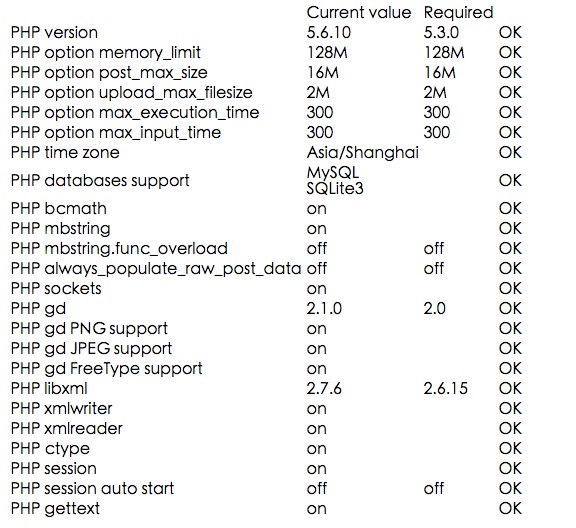 Current value Required
PHP version 5.6.10 5.3.0 OK
PHP option memory_limit 128M 128M OK
PHP option post_max_size 16M 16M OK
PHP option upload_max_filesize 2M 2M OK
PHP option max_execution_time 300 300 OK
PHP option max_input_time 300 300 OK
PHP time zone Asia/Shanghai OK
PHP databases support MySQL OK
SQLite3
PHP bcmath on OK
PHP mbstring on OK
PHP mbstring.func_overload off off OK
PHP always_populate_raw_post_data off off OK
PHP sockets on OK
PHP gd 2.1.0 2.0 OK
PHP gd PNG support on OK
PHP gd JPEG support on OK
PHP gd FreeType support on OK
PHP libxml 2.7.6 2.6.15 OK
PHP xmlwriter on OK
PHP xmlreader on OK
PHP ctype on OK
PHP session on OK
PHP session auto start off off OK
PHP gettext on OK